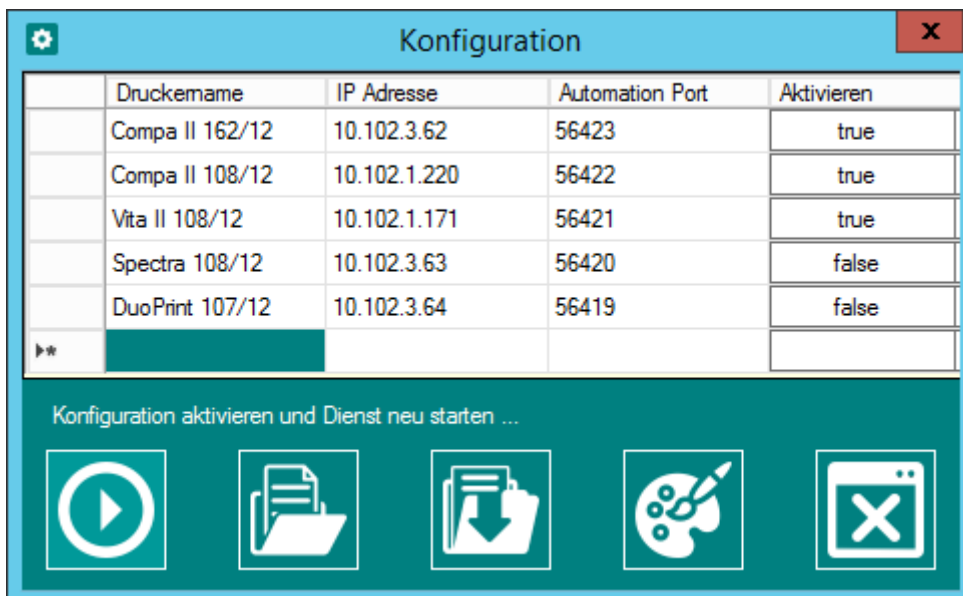 Konfiguration
x
Druckername IP Adresse Automation Port Aktivieren
Compa II 162/12 10.102.3.62 56423 true
Compa II 108/12 10.102.1.220 56422 true
Vita II 108/12 10.102.1.171 56421 true
Spectra 108/12 10.102.3.63 56420 false
DuoPrint 107/12 10.102.3.64 56419 false
Konfiguration aktivieren und Dienst neu starten ...